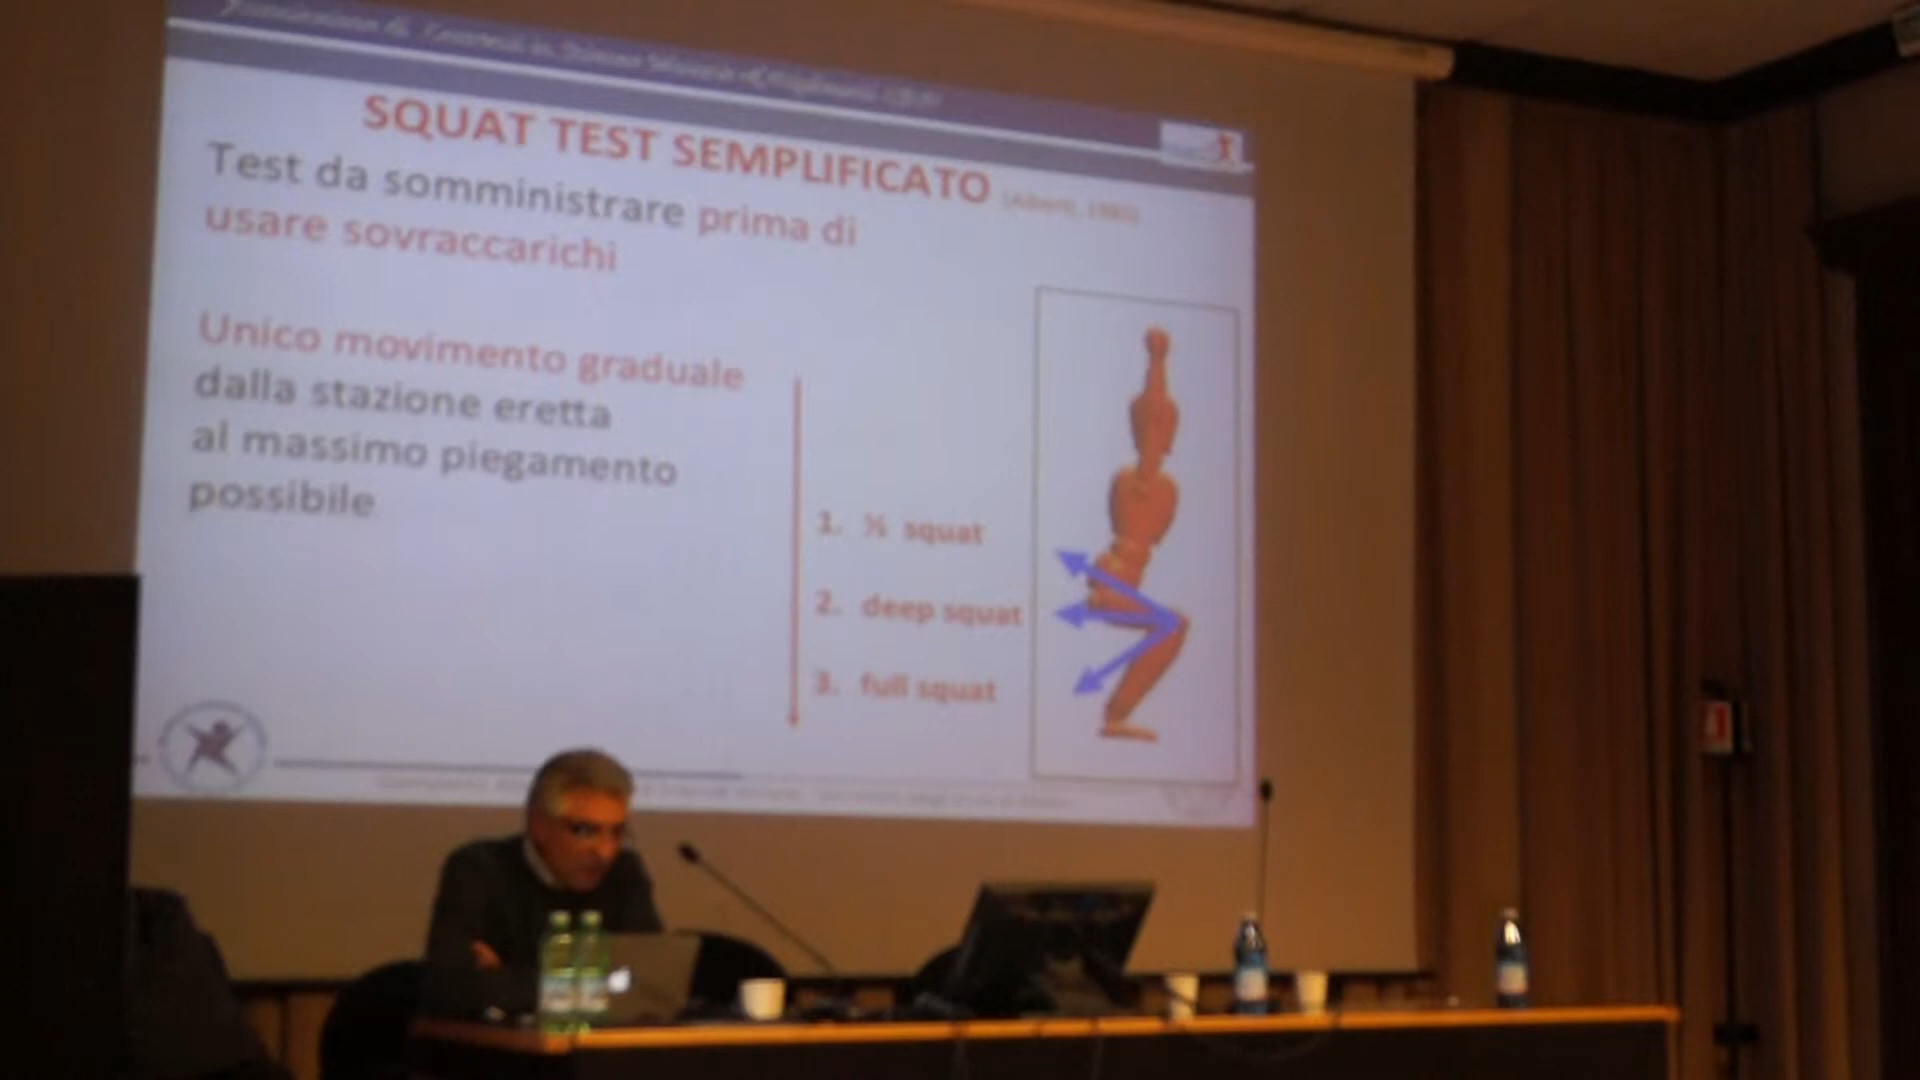 SQUAT TEST SEMPLIFICATO
Test da somministrare prima di
usare sovraccarichi
Unico movimento graduale
dalla stazione eretta
al massimo piegamento
possibile
1. ½ squat
2. deep squat
3. full squat